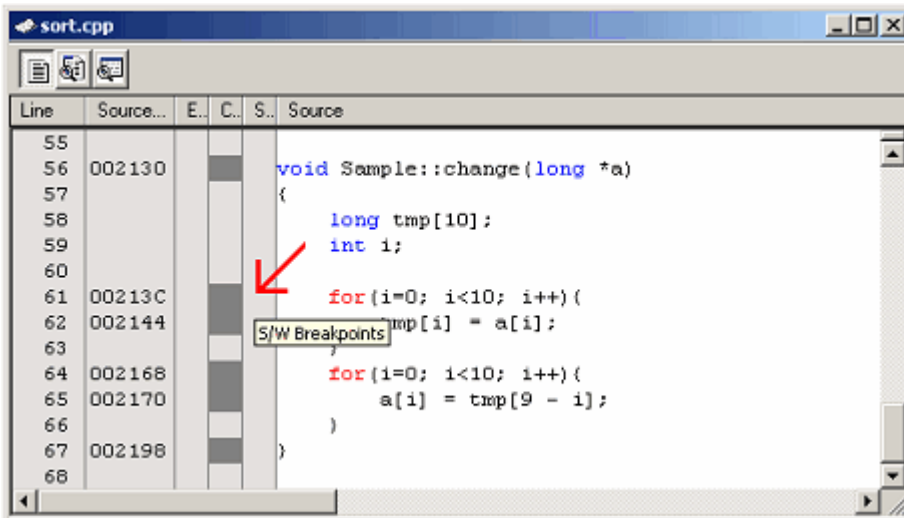 sort.cpp
Line Source... E.. C.. S.. Source
55
56 002130 void Sample::change(long *a)
57 {
58 long tmp[10];
59 int i;
60
61 00213C for(i=0; i<10; i++){
62 002144 mp[i] = a[i];
S/W Breakpoints
63 }
64 002168 for(i=0; i<10; i++){
65 002170 a[i] = tmp[9 - i];
66 }
67 002198 }
68